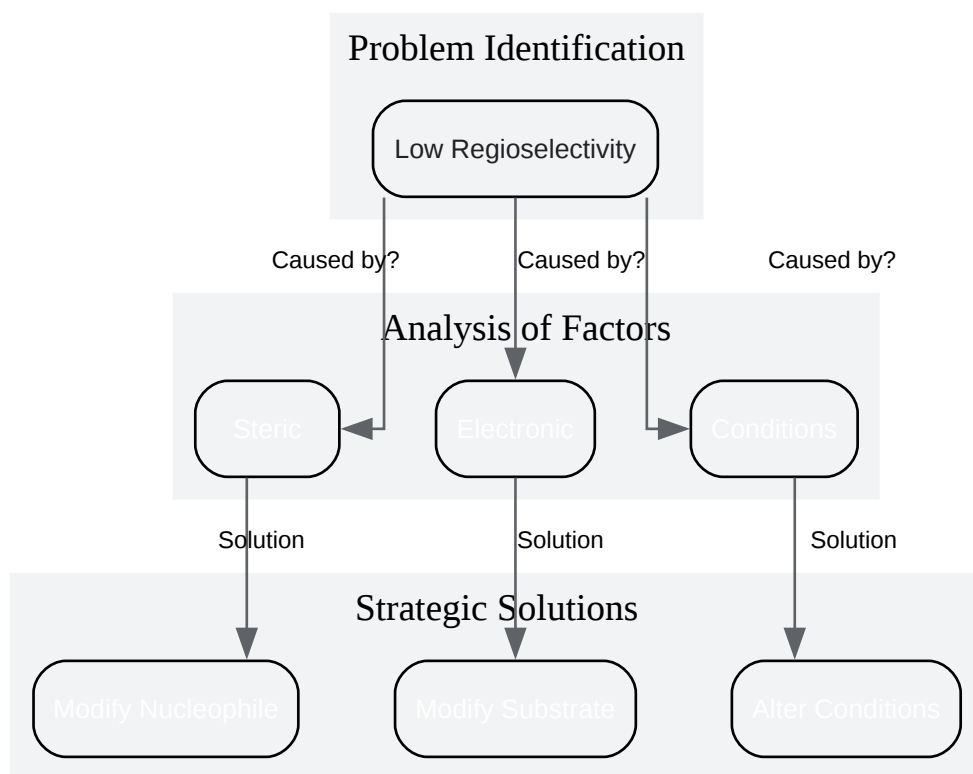 Problem Identification
Low Regioselectivity
Caused by?
Caused by?
Caused by?
Analysis of Factors
Steric
Electronic
Conditions
Solution
Solution
Solution
Strategic Solutions
Modify Nucleophile
Modify Substrate
Alter Conditions